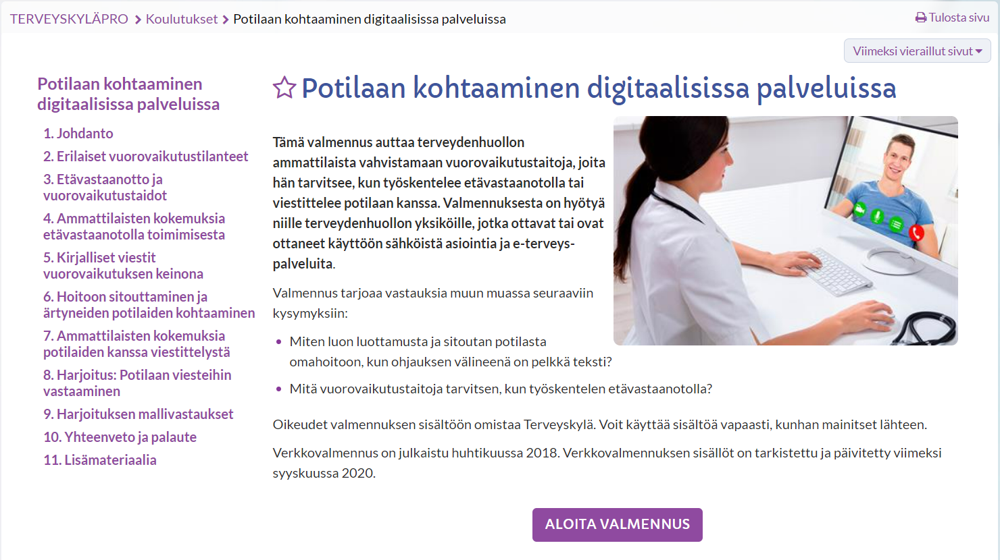 TERVEYSKYLÄPRO > Koulutukset > Potilaan kohtaaminen digitaalisissa palveluissa
Tulosta sivu
Viimeksi vieraillut sivut
Potilaan kohtaaminen
digitaalisissa palveluissa
1. Johdanto
2. Erilaiset vuorovaikutustilanteet
3. Etävastaanotto ja
vuorovaikutustaidot
4. Ammattilaisten kokemuksia
etävastaanotolla toimimisesta
5. Kirjalliset viestit
vuorovaikutuksen keinona
6. Hoitoon sitouttaminen ja
ärtyneiden potilaiden kohtaaminen
7. Ammattilaisten kokemuksia
potilaiden kanssa viestittelystä
8. Harjoitus: Potilaan viesteihin
vastaaminen
9. Harjoituksen mallivastaukset
10. Yhteenveto ja palaute
11. Lisämateriaalia
Potilaan kohtaaminen digitaalisissa palveluissa
Tämä valmennus auttaa terveydenhuollon
ammattilaista vahvistamaan vuorovaikutustaitoja, joita
hän tarvitsee, kun työskentelee etävastaanotolla tai
viestittelee potilaan kanssa. Valmennuksesta on hyötyä
niille terveydenhuollon yksiköille, jotka ottavat tai ovat
ottaneet käyttöön sähköistä asiointia ja e-terveys-
palveluita.
Valmennus tarjoaa vastauksia muun muassa seuraaviin
kysymyksiin:
• Miten luon luottamusta ja sitoutan potilasta
omahoitoon, kun ohjauksen välineenä on pelkkä teksti?
• Mitä vuorovaikutustaitoja tarvitsen, kun työskentelen etävastaanotolla?
Oikeudet valmennuksen sisältöön omistaa Terveyskylä. Voit käyttää sisältöä vapaasti, kunhan mainitset lähteen.
Verkkovalmennus on julkaistu huhtikuussa 2018. Verkkovalmennuksen sisällöt on tarkistettu ja päivitetty viimeksi
syyskuussa 2020.
ALOITA VALMENNUS